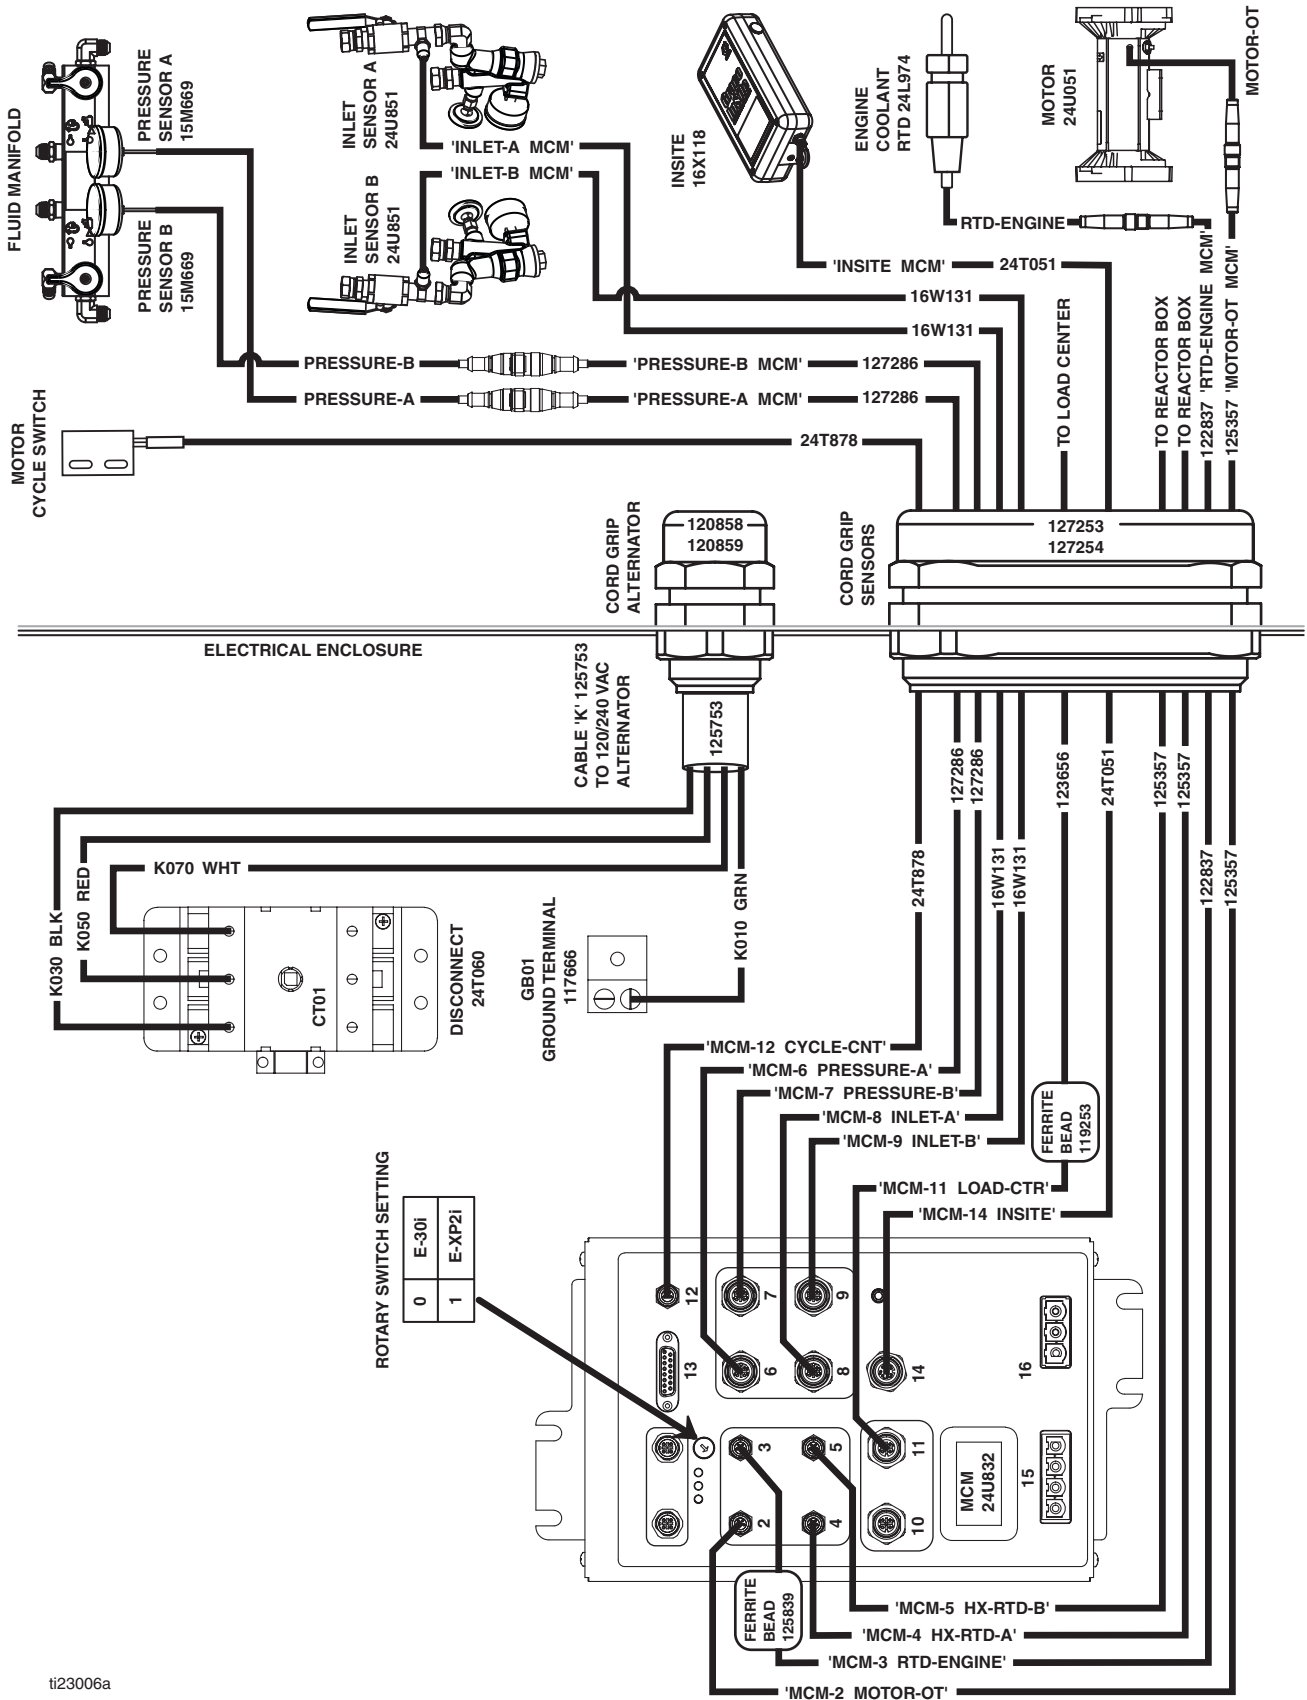 FLUID MANIFOLD
PRESSURE
SENSOR A
15M669
PRESSURE
SENSOR B
15M669
INLET
SENSOR A
24U851
INLET
SENSOR B
24U851
'INLET-A MCM'
'INLET-B MCM'
INSITE
16X118
ENGINE
COOLANT
RTD 24L974
MOTOR
24U051
MOTOR-OT
RTD-ENGINE
'INSITE MCM'
24T051
16W131
16W131
PRESSURE-B
'PRESSURE-B MCM'
127286
PRESSURE-A
'PRESSURE-A MCM'
127286
MOTOR
CYCLE SWITCH
24T878
TO LOAD CENTER
TO REACTOR BOX
TO REACTOR BOX
122837 'RTD-ENGINE MCM'
125357 'MOTOR-OT MCM'
CORD GRIP
ALTERNATOR
120858
120859
CORD GRIP
SENSORS
127253
127254
ELECTRICAL ENCLOSURE
CABLE 'K' 125753
TO 120/240 VAC
ALTERNATOR
125753
K030 BLK
K050 RED
K070 WHT
K010 GRN
CT01
DISCONNECT
24T060
GB01
GROUND TERMINAL
117666
24T878
127286
127286
16W131
16W131
123656
24T051
125357
125357
122837
125357
'MCM-12 CYCLE-CNT'
'MCM-6 PRESSURE-A'
'MCM-7 PRESSURE-B'
'MCM-8 INLET-A'
'MCM-9 INLET-B'
FERRITE
BEAD
119253
'MCM-11 LOAD-CTR'
'MCM-14 INSITE'
ROTARY SWITCH SETTING
0 E-30i
1 E-XP2i
12
7
9
13
6
8
14
16
3
5
11
2
4
10
15
MCM
24U832
FERRITE
BEAD
125839
'MCM-5 HX-RTD-B'
'MCM-4 HX-RTD-A'
'MCM-3 RTD-ENGINE'
'MCM-2 MOTOR-OT'
ti23006a